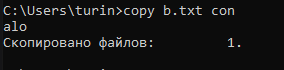 C:\Users\turin>copy b.txt con
alo
Скопировано файлов:         1.